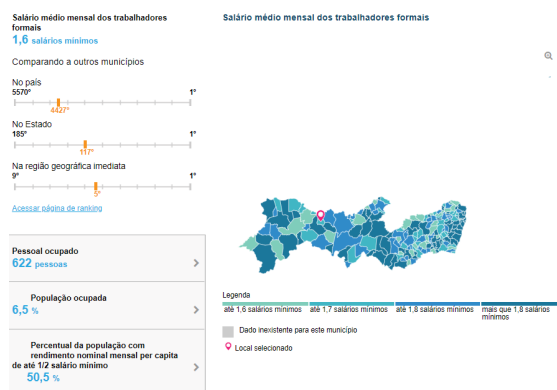 Salário médio mensal dos trabalhadores
formais
1,6 salários mínimos
Comparando a outros municípios
No país
5570º 1º
4427º
No Estado
185º 1º
117º
Na região geográfica imediata
9º 1º
5º
Acessar página de ranking
Pessoal ocupado
622 pessoas
População ocupada
6,5 %
Percentual da população com
rendimento nominal mensal per capita
de até 1/2 salário mínimo
50,5 %
Salário médio mensal dos trabalhadores formais
Legenda
até 1,6 salários mínimos até 1,7 salários mínimos até 1,8 salários mínimos mais que 1,8 salários
mínimos
Dado inexistente para este município
Local selecionado